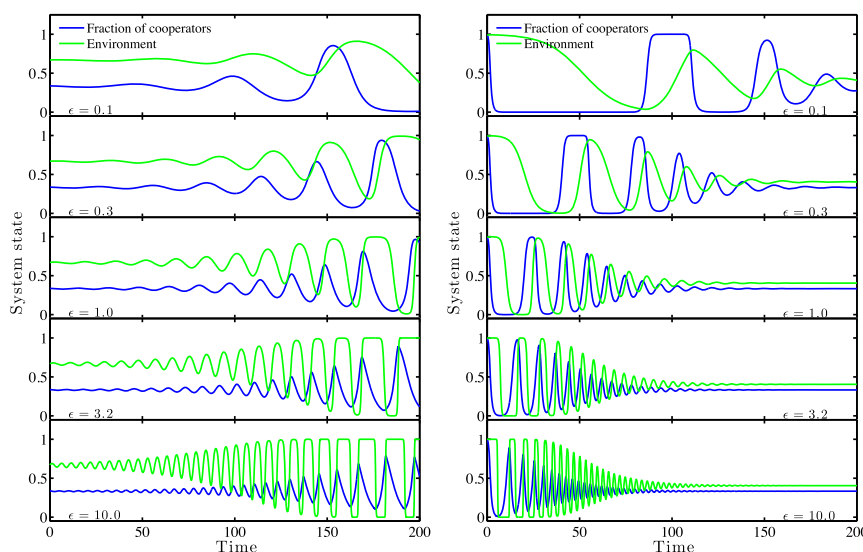 Fraction of cooperators
Environment
1
0.5
0
ϵ = 0.1
1
0.5
0
ϵ = 0.3
1
0.5
0
ϵ = 1.0
1
0.5
0
ϵ = 3.2
1
0.5
0
ϵ = 10.0
0 50 100 150 200
Time
System state
Fraction of cooperators
Environment
1
0.5
0
ϵ = 0.1
1
0.5
0
ϵ = 0.3
1
0.5
0
ϵ = 1.0
1
0.5
0
ϵ = 3.2
1
0.5
0
ϵ = 10.0
0 50 100 150 200
Time
System state